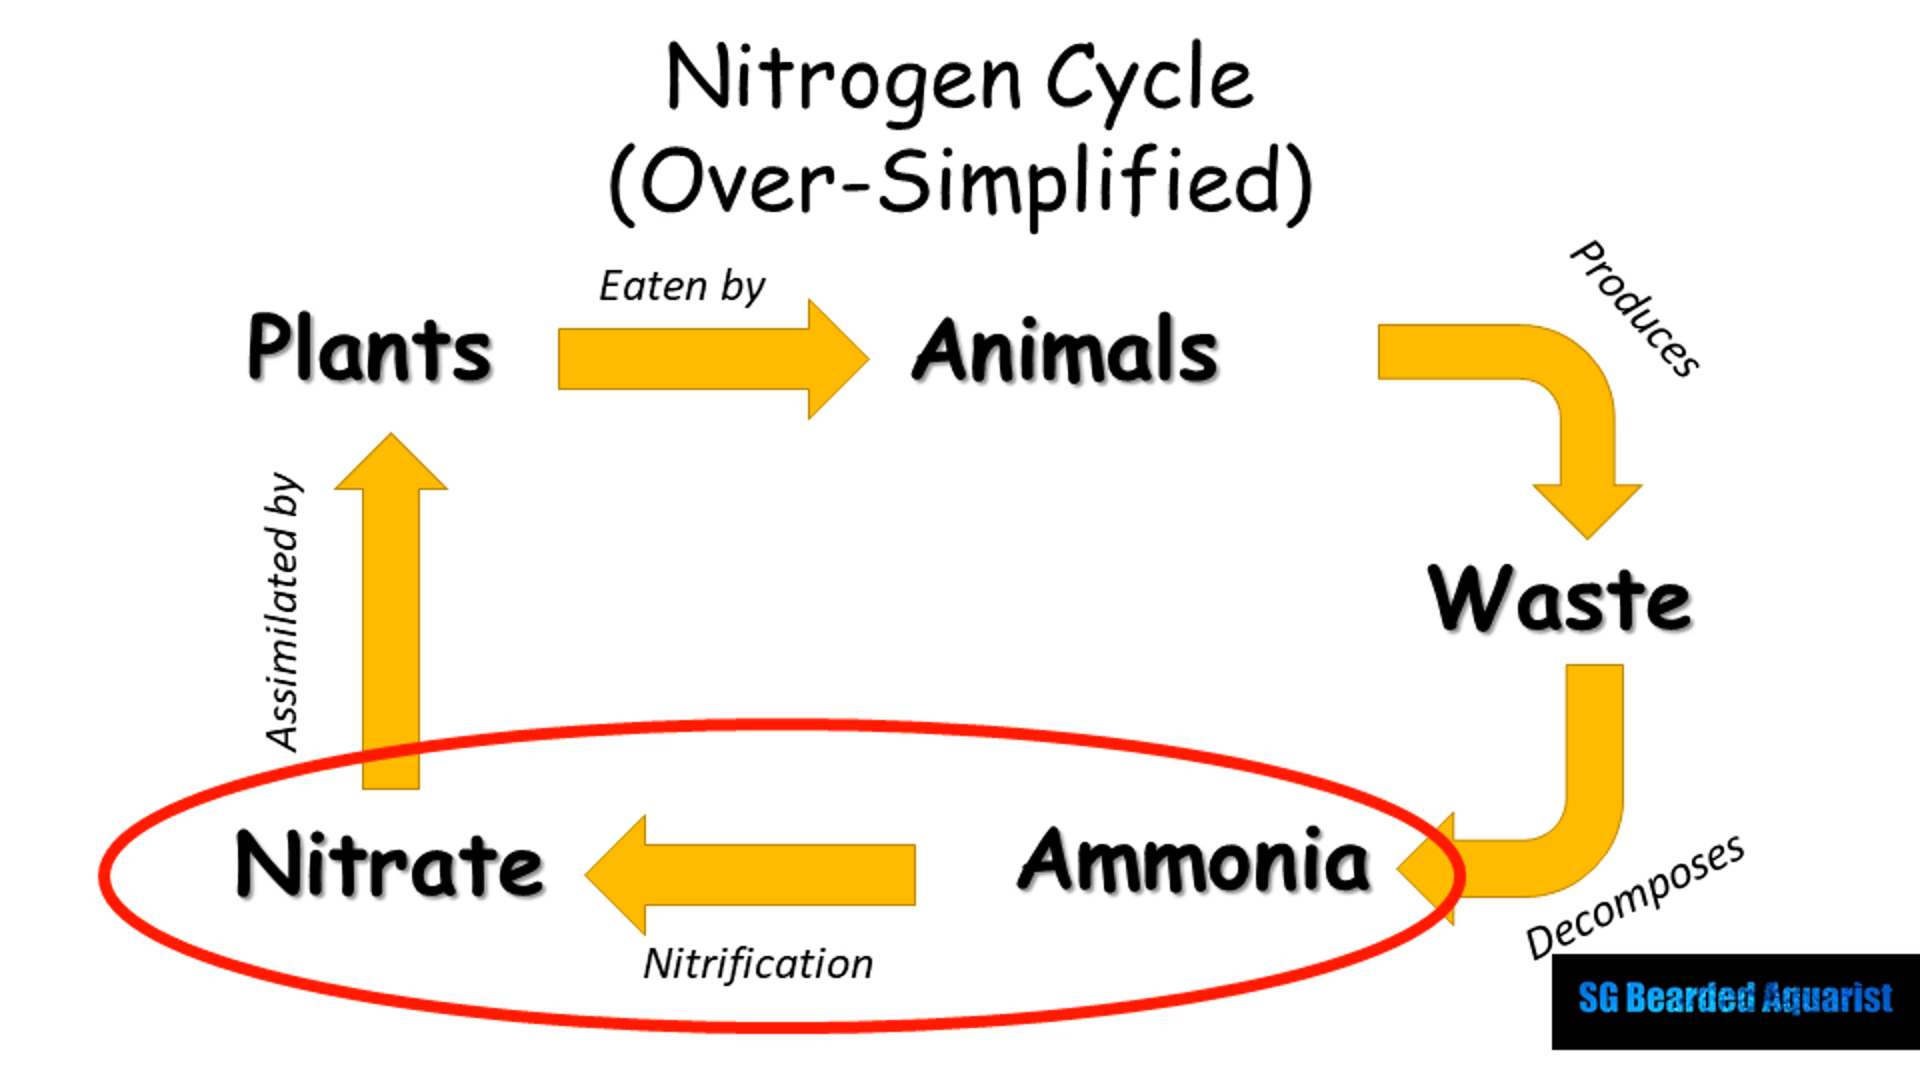 Nitrogen Cycle
(Over-Simplified)
Eaten by
Produces
Plants
Animals
Assimilated by
Waste
Nitrate
Ammonia
Nitrification
Decomposes
SG Bearded Aquarist